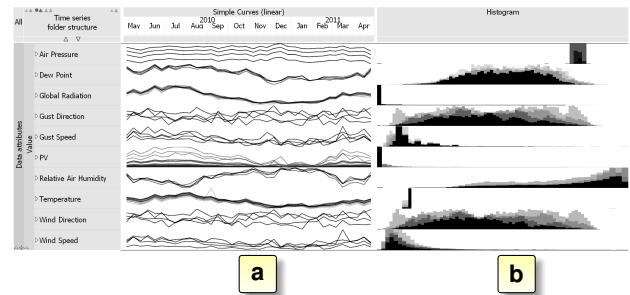 All
Time series
folder structure
Simple Curves (linear)
2010 2011
May Jun Jul Aug Sep Oct Nov Dec Jan Feb Mar Apr
Histogram
Data attributes
Value
Air Pressure
Dew Point
Global Radiation
Gust Direction
Gust Speed
PV
Relative Air Humidity
Temperature
Wind Direction
Wind Speed
a
b